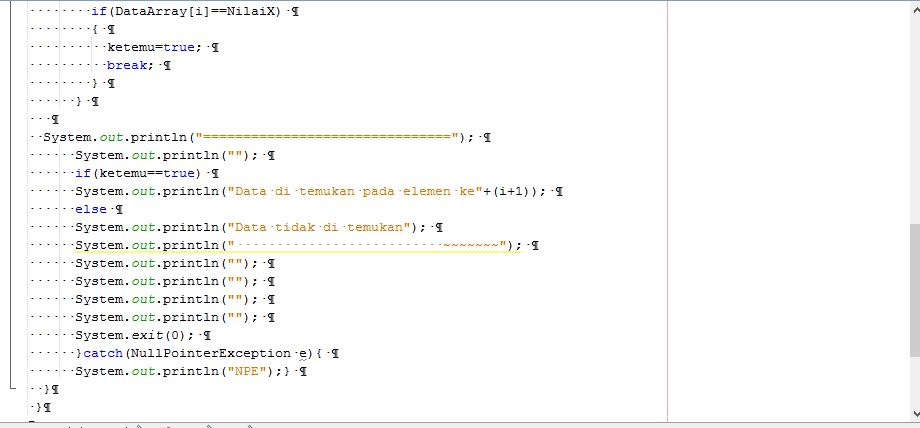 if(DataArray[i]==NilaiX) ¶
{ ¶
ketemu=true; ¶
break; ¶
} ¶
} ¶
¶
System.out.println("==============================="); ¶
System.out.println(""); ¶
if(ketemu==true) ¶
System.out.println("Data di temukan pada elemen ke"+(i+1)); ¶
else ¶
System.out.println("Data tidak di temukan"); ¶
System.out.println("                          ~~~~~~~"); ¶
System.out.println(""); ¶
System.out.println(""); ¶
System.out.println(""); ¶
System.out.println(""); ¶
System.exit(0); ¶
}catch(NullPointerException e){ ¶
System.out.println("NPE");} ¶
}¶
}¶